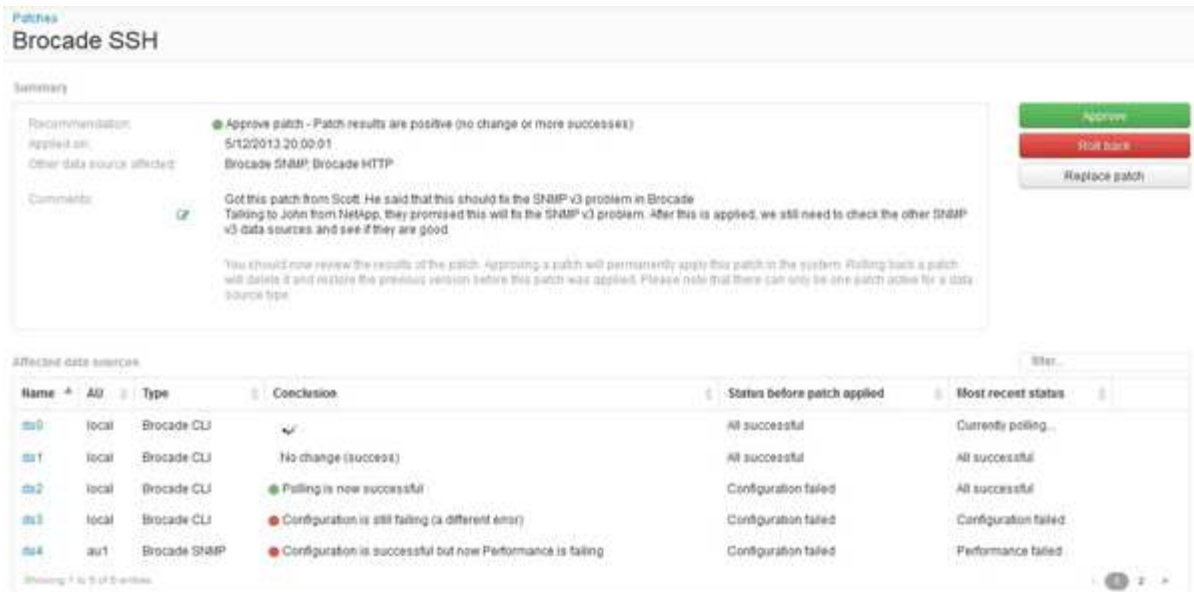 Patches
Brocade SSH
Summary
Recommendation: Approve patch - Patch results are positive (no change or more successes)
Applied on: 5/12/2013 20:00:01
Other data source affected: Brocade SNMP, Brocade HTTP
Comments: Got this patch from Scott. He said that this should fix the SNMP v3 problem in Brocade
Talking to John from NetApp, they promised this will fix the SNMP v3 problem. After this is applied, we still need to check the other SNMP
v3 data sources and see if they are good
You should now review the results of the patch. Approving a patch will permanently apply this patch in the system. Rolling back a patch
will delete it and restore the previous version before this patch was applied. Please note that there can only be one patch active for a data
source type.
Approve
Roll back
Replace patch
Affected data sources
filter...
Name AU Type Conclusion Status before patch applied Most recent status
ds0 local Brocade CLI All successful Currently polling...
ds1 local Brocade CLI No change (success) All successful All successful
ds2 local Brocade CLI Polling is now successful Configuration failed All successful
ds3 local Brocade CLI Configuration is still failing (a different error) Configuration failed Configuration failed
ds4 au1 Brocade SNMP Configuration is successful but now Performance is failing Configuration failed Performance failed
Showing 1 to 5 of entries
1 2 >